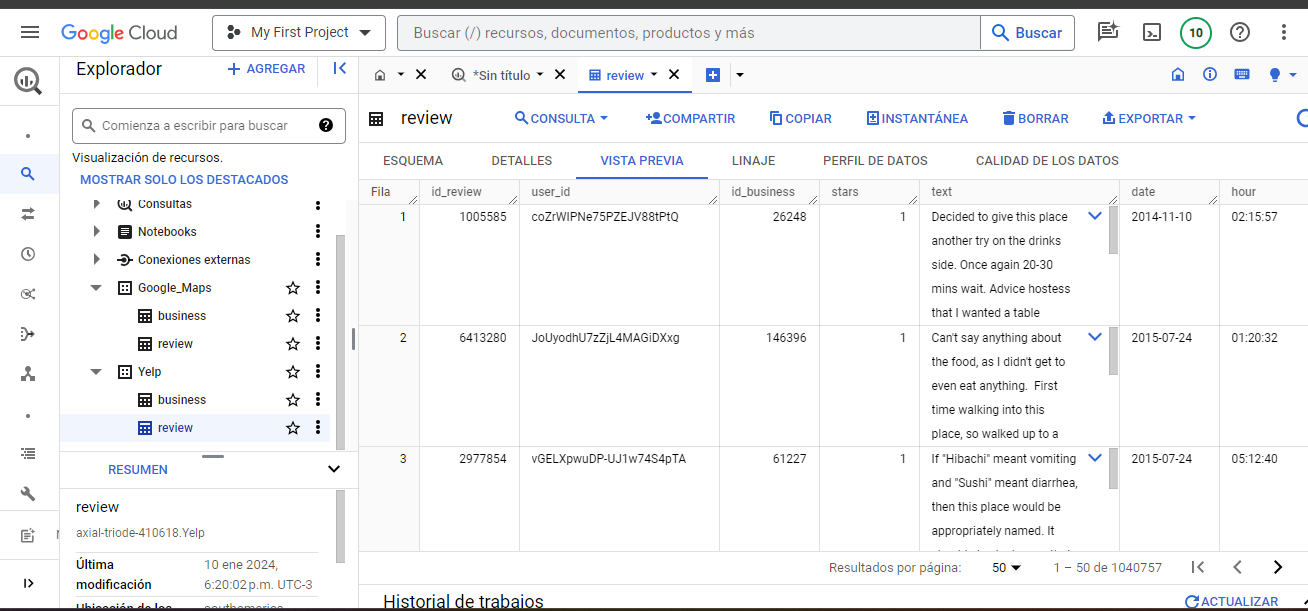 Google Cloud
My First Project
Buscar (/) recursos, documentos, productos y más
Buscar
10
Explorador
AGREGAR
*Sin título
review
Comienza a escribir para buscar
Visualización de recursos.
MOSTRAR SOLO LOS DESTACADOS
Consultas
Notebooks
Conexiones externas
Google_Maps
business
review
Yelp
business
review
RESUMEN
review
axial-triode-410618.Yelp
Última modificación
10 ene 2024, 6:20:02 p.m. UTC-3
review
CONSULTA
COMPARTIR
COPIAR
INSTANTÁNEA
BORRAR
EXPORTAR
ESQUEMA
DETALLES
VISTA PREVIA
LINAJE
PERFIL DE DATOS
CALIDAD DE LOS DATOS
Fila id_review user_id id_business stars text date hour
1 1005585 coZrWIPNe75PZEJV88tPtQ 26248 1 Decided to give this place 2014-11-10 02:15:57
another try on the drinks
side. Once again 20-30
mins wait. Advice hostess
that I wanted a table
2 6413280 JoUyodhU7zZjL4MAGiDXxg 146396 1 Can't say anything about 2015-07-24 01:20:32
the food, as I didn't get to
even eat anything. First
time walking into this
place, so walked up to a
3 2977854 vGELXpwuDP-UJ1w74S4pTA 61227 1 If "Hibachi" meant vomiting 2015-07-24 05:12:40
and "Sushi" meant diarrhea,
then this place would be
appropriately named. It
Resultados por página: 50 1 – 50 de 1040757
Historial de trabajos
ACTUALIZAR